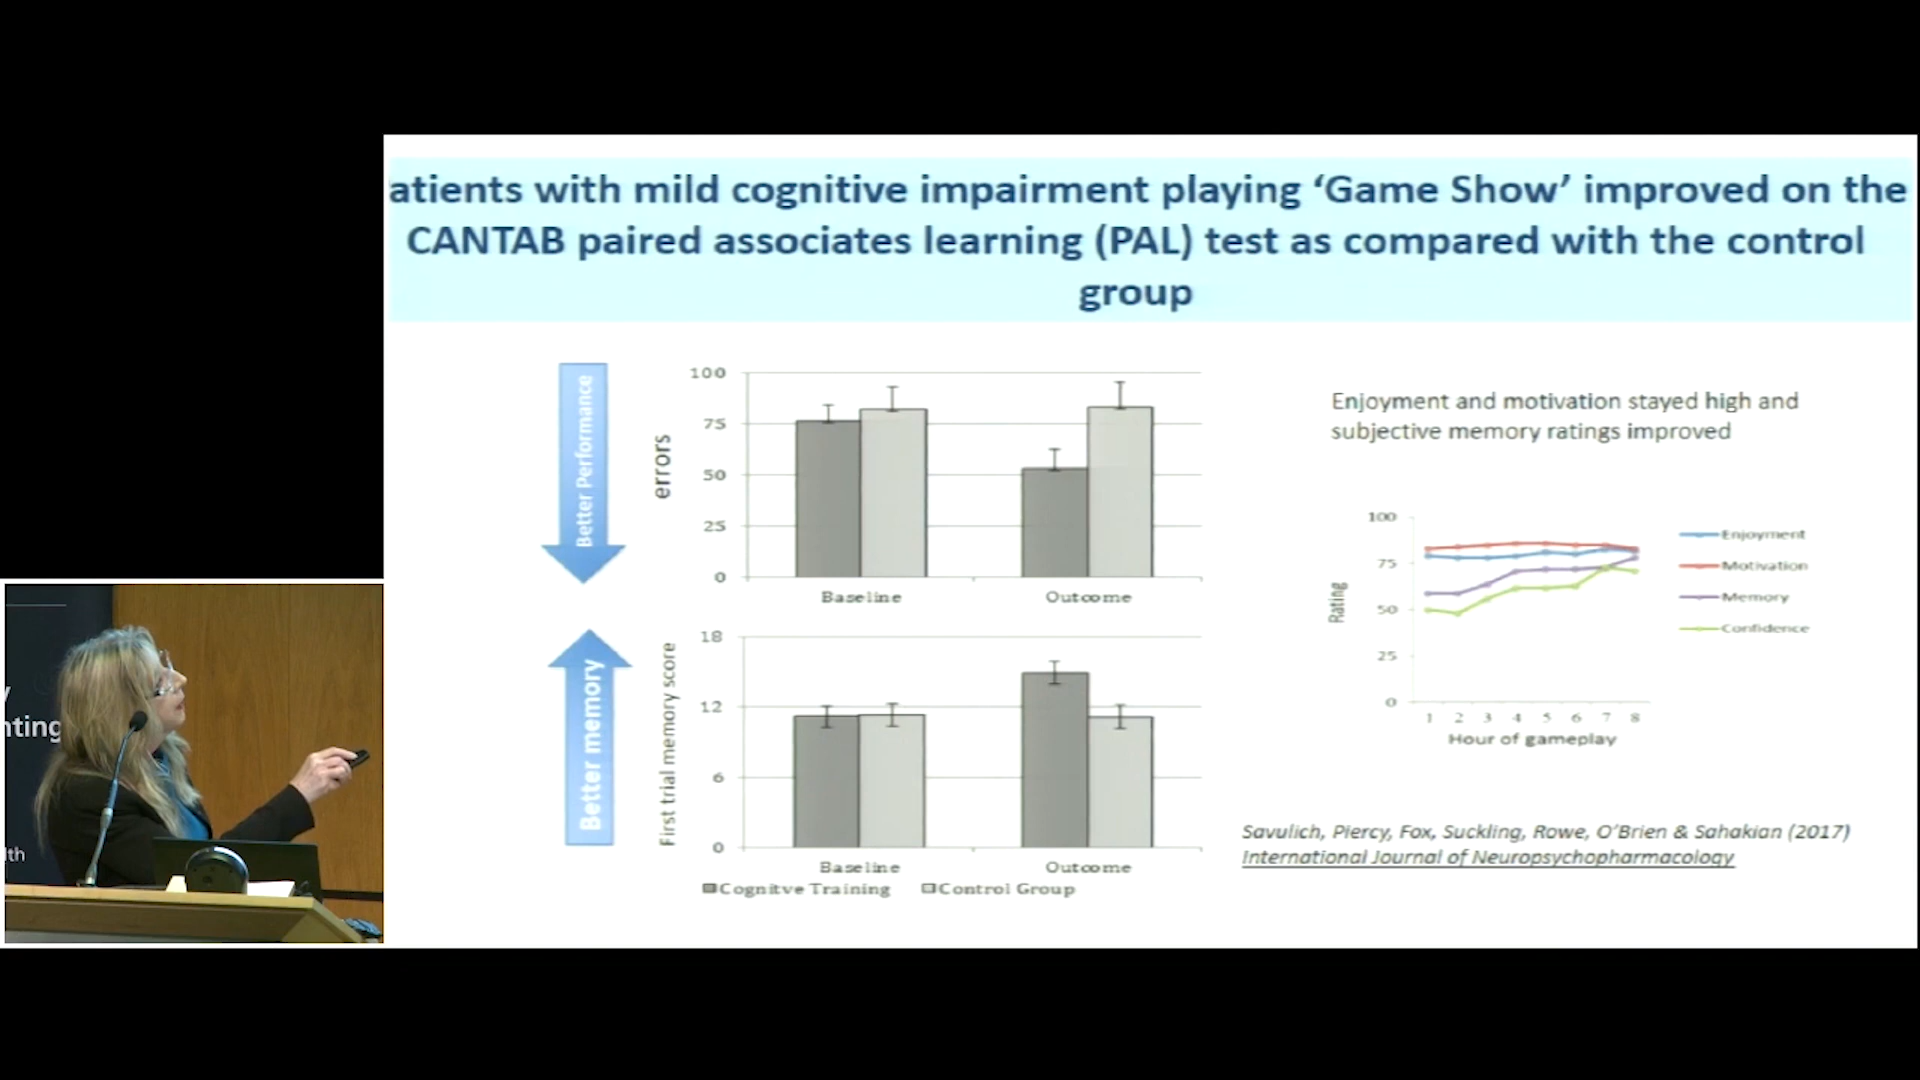 atients with mild cognitive impairment playing ‘Game Show’ improved on the
CANTAB paired associates learning (PAL) test as compared with the control
group
Better Performance
errors
100
75
50
25
0
Baseline
Outcome
Better memory
First trial memory score
18
12
6
0
Baseline
Outcome
Cognitve Training
Control Group
Enjoyment and motivation stayed high and
subjective memory ratings improved
Rating
100
75
50
25
0
1 2 3 4 5 6 7 8
Hour of gameplay
Enjoyment
Motivation
Memory
Confidence
Savulich, Piercy, Fox, Suckling, Rowe, O’Brien & Sahakian (2017)
International Journal of Neuropsychopharmacology
y
nting
lth